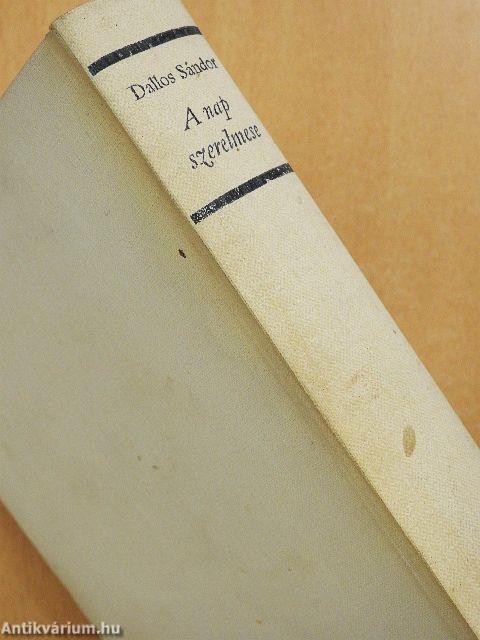 Dallos Sándor
A nap
szerelmese
Antikvárium.hu